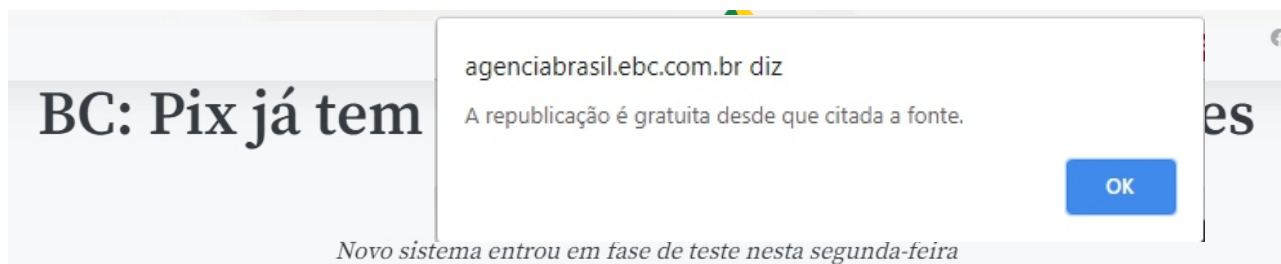 agenciabrasil.ebc.com.br diz
A republicação é gratuita desde que citada a fonte.
BC: Pix já tem
OK
Novo sistema entrou em fase de teste nesta segunda-feira